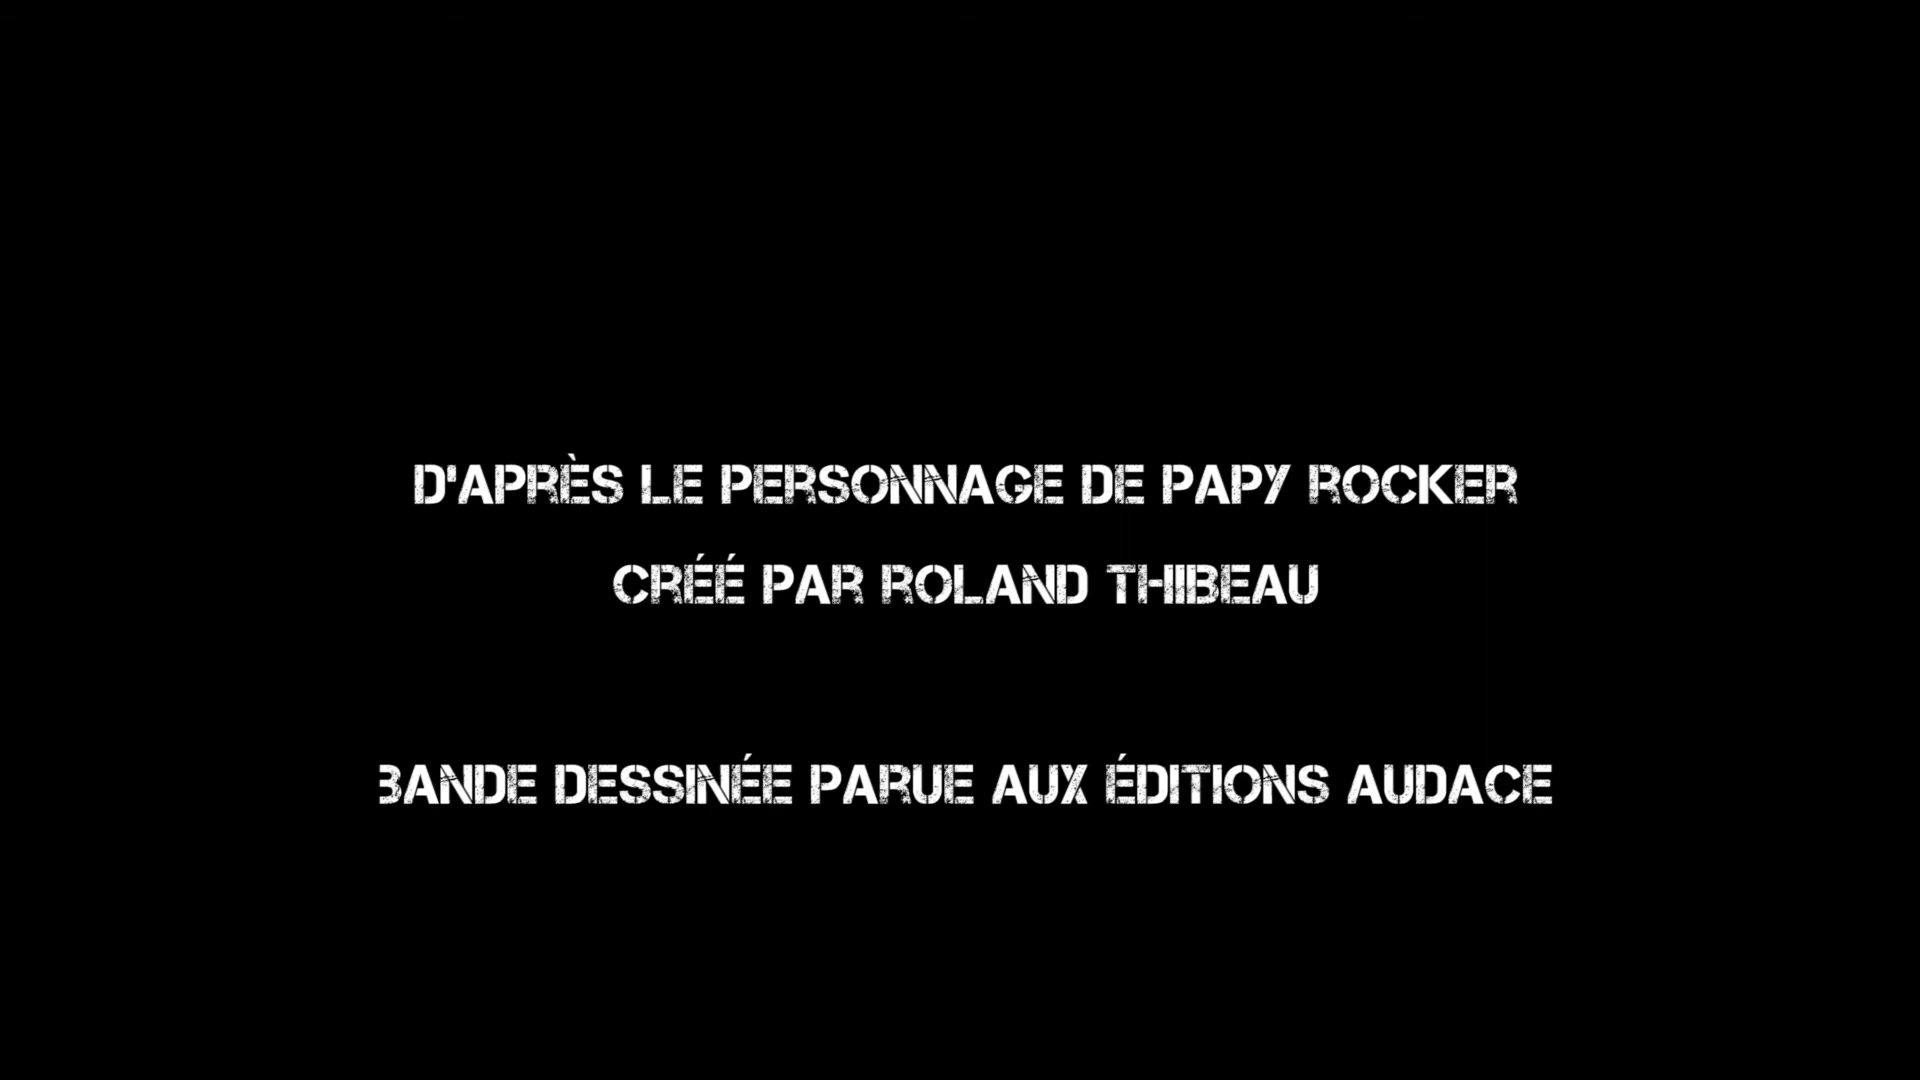 D'APRÈS LE PERSONNAGE DE PAPY ROCKER
CRÉÉ PAR ROLAND THIBEAU
BANDE DESSINÉE PARUE AUX ÉDITIONS AUDACE